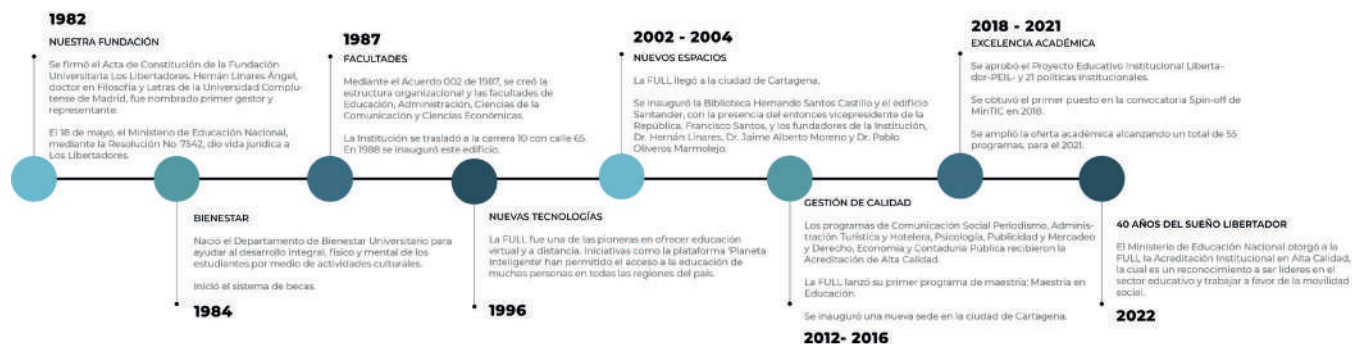 1982
NUESTRA FUNDACIÓN
Se firmó el Acta de Constitución de la Fundación
Universitaria Los Libertadores. Hernán Linares Ángel,
doctor en Filosofía y Letras de la Universidad Complu-
tense de Madrid, fue nombrado primer gestor y
representante.
El 18 de mayo, el Ministerio de Educación Nacional,
mediante la Resolución No 7542, dio vida jurídica a
Los Libertadores.
BIENESTAR
Nació el Departamento de Bienestar Universitario para
ayudar al desarrollo integral, físico y mental de los
estudiantes por medio de actividades culturales.
Inició el sistema de becas.
1984
1987
FACULTADES
Mediante el Acuerdo 002 de 1987, se creó la
estructura organizacional y las facultades de
Educación, Administración, Ciencias de la
Comunicación y Ciencias Económicas.
La Institución se trasladó a la carrera 10 con calle 65.
En 1988 se inauguró este edificio.
NUEVAS TECNOLOGÍAS
La FULL fue una de las pioneras en ofrecer educación
virtual y a distancia. Iniciativas como la plataforma 'Planeta
Inteligente' han permitido el acceso a la educación de
muchas personas en todas las regiones del país.
1996
2002 - 2004
NUEVOS ESPACIOS
La FULL llegó a la ciudad de Cartagena.
Se inauguró la Biblioteca Hernando Santos Castillo y el edificio
Santander, con la presencia del entonces vicepresidente de la
República, Francisco Santos, y los fundadores de la Institución,
Dr. Hernán Linares, Dr. Jaime Alberto Moreno y Dr. Pablo
Oliveros Marmolejo.
GESTIÓN DE CALIDAD
Los programas de Comunicación Social Periodismo, Adminis-
tración Turística y Hotelera, Psicología, Publicidad y Mercadeo
y Derecho, Economía y Contaduría Pública recibieron la
Acreditación de Alta Calidad.
La FULL lanzó su primer programa de maestría: Maestría en
Educación.
Se inauguró una nueva sede en la ciudad de Cartagena.
2012- 2016
2018 - 2021
EXCELENCIA ACADÉMICA
Se aprobó el Proyecto Educativo Institucional Liberta-
dor-PEIL- y 21 políticas institucionales.
Se obtuvo el primer puesto en la convocatoria Spin-off de
MinTIC en 2018.
Se amplió la oferta académica alcanzando un total de 55
programas, para el 2021.
40 AÑOS DEL SUEÑO LIBERTADOR
El Ministerio de Educación Nacional otorgó a la
FULL la Acreditación Institucional en Alta Calidad,
la cual es un reconocimiento a ser líderes en el
sector educativo y trabajar a favor de la movilidad
social.
2022